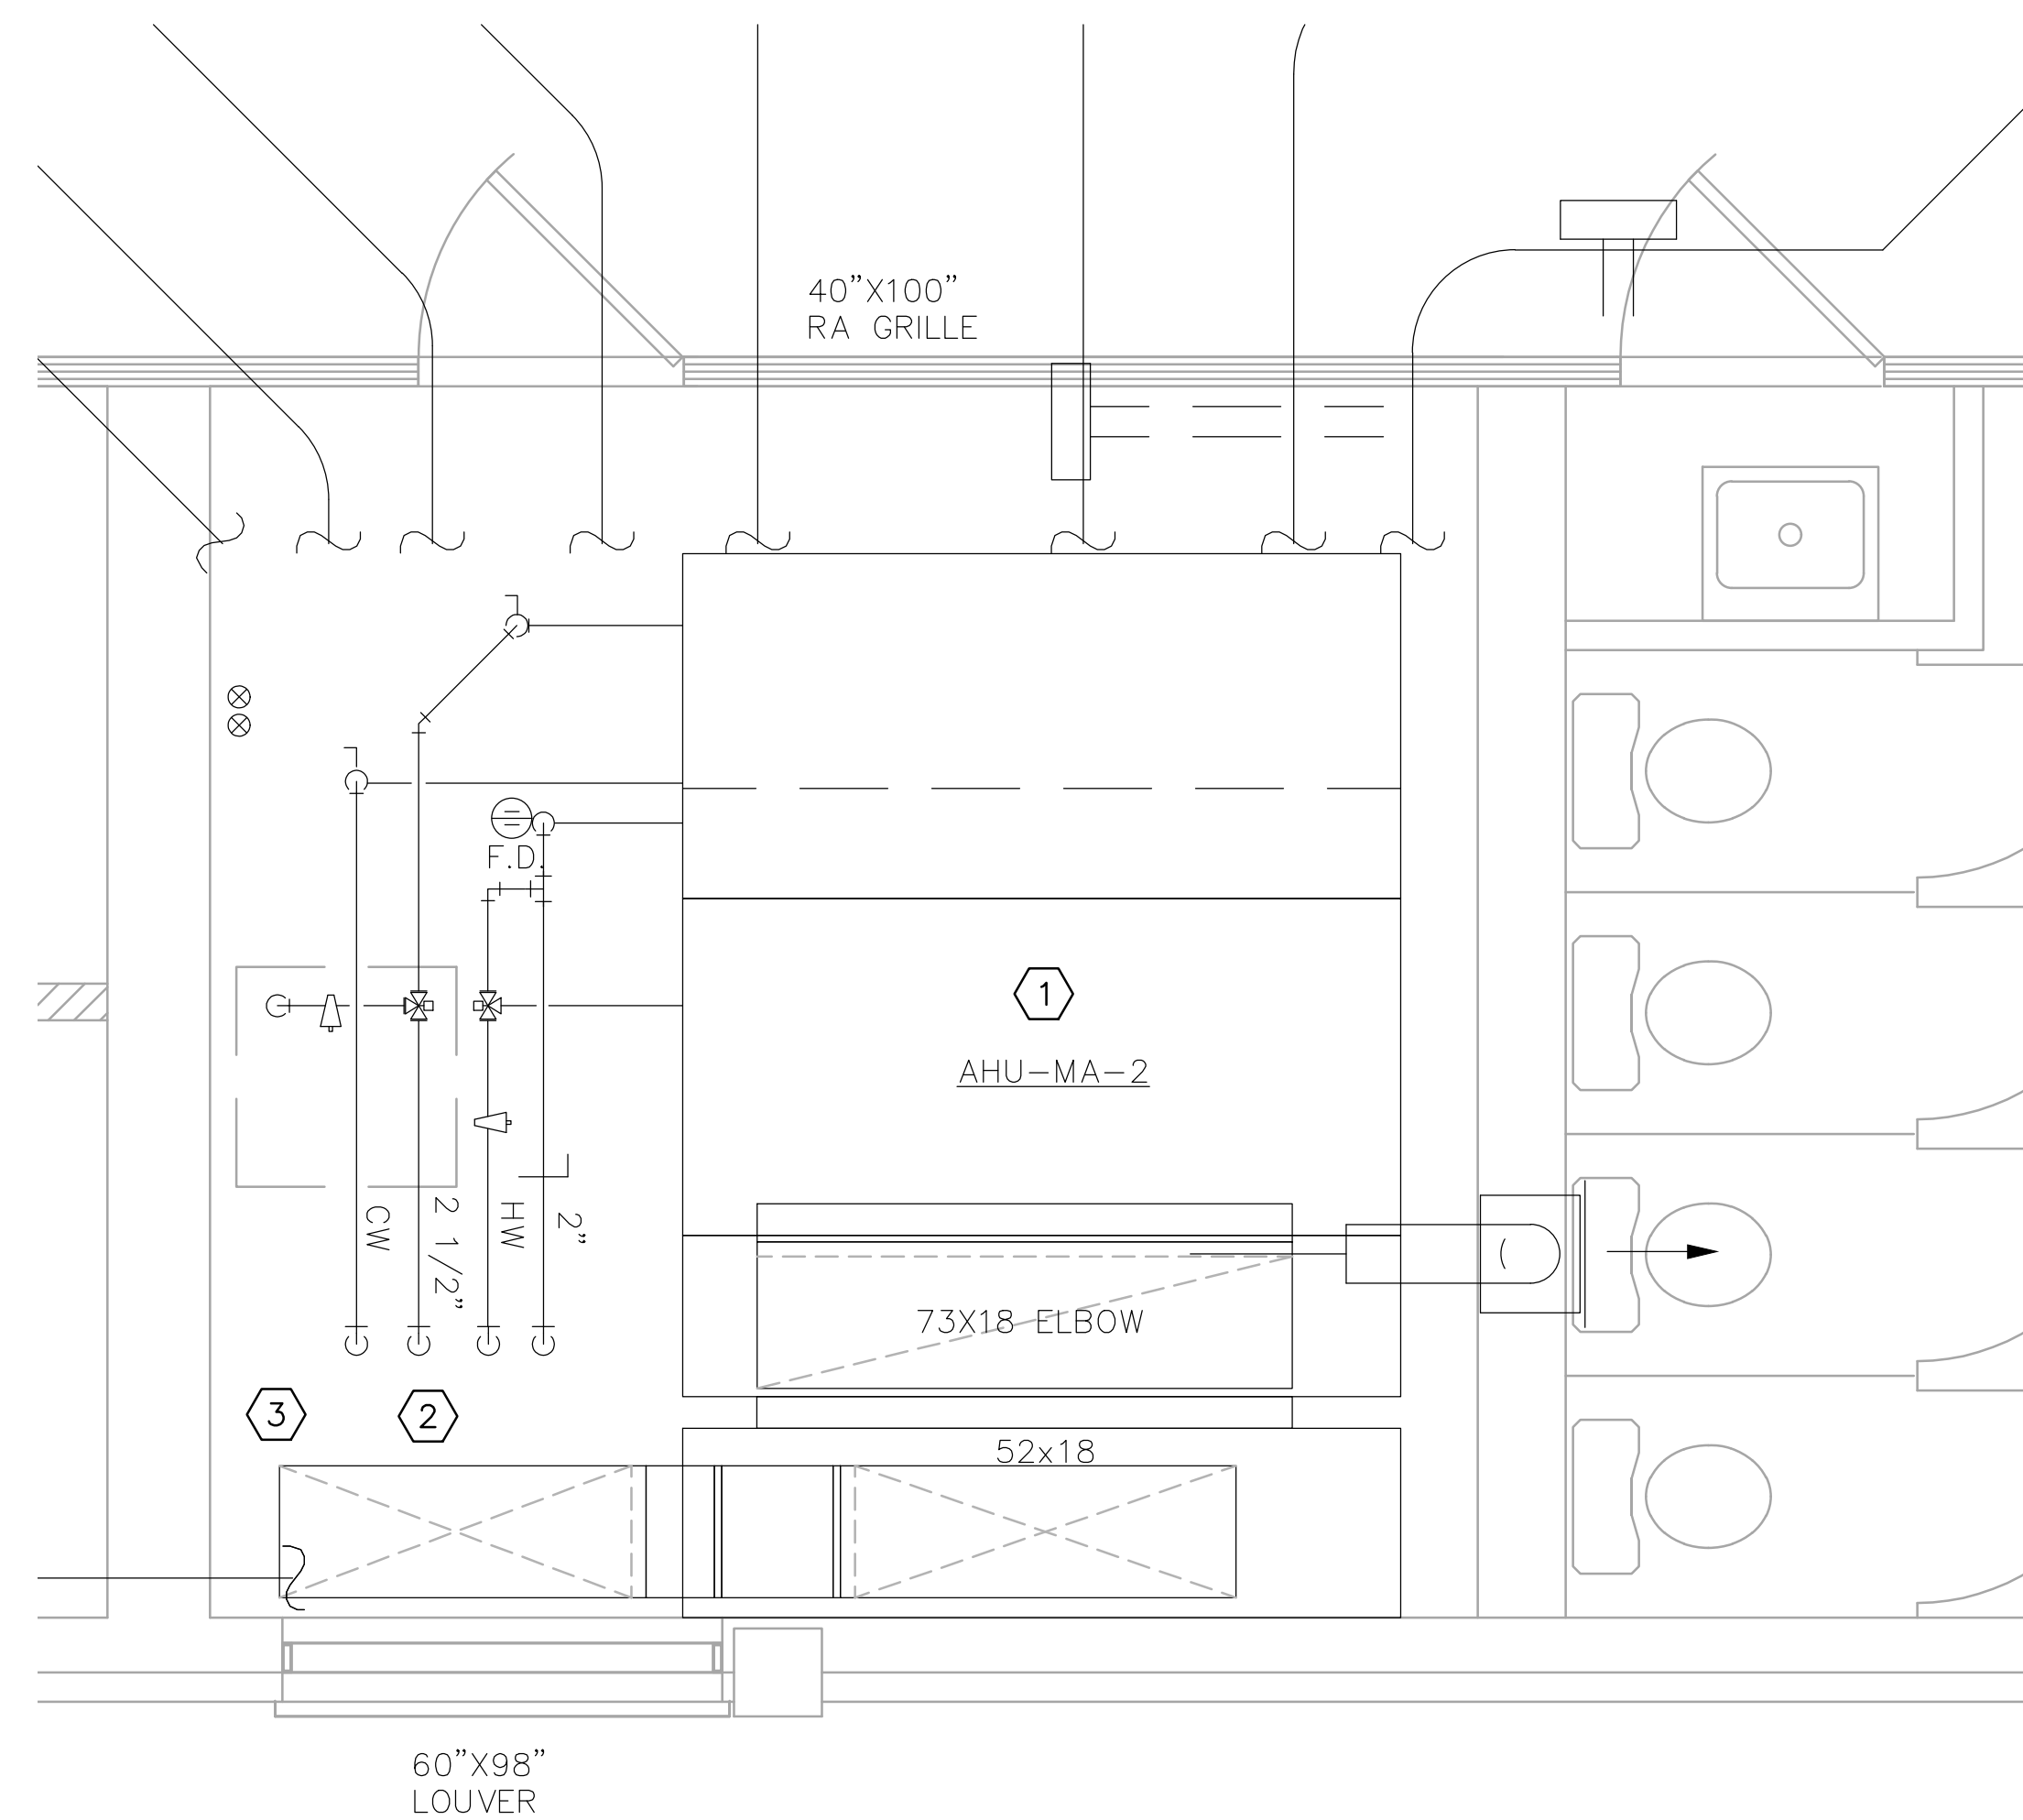 40”X100”
RA GRILLE
F.D.
1
AHU-MA-2
CW
2 1/2”
HW
2”
73X18 ELBOW
3
2
52x18
60”X98”
LOUVER